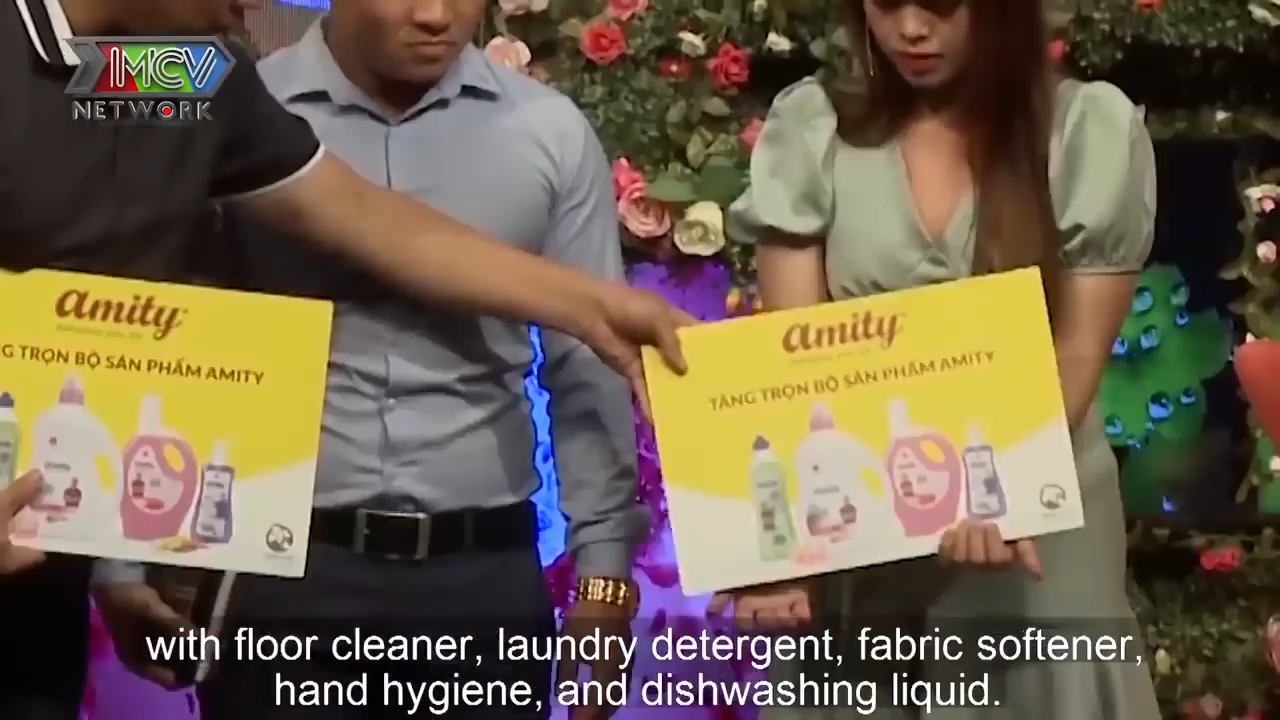 MCV
NETWORK
amity
G TRỌN BỘ SẢN PHẨM AMITY
amity
TẶNG TRỌN BỘ SẢN PHẨM AMITY
with floor cleaner, laundry detergent, fabric softener,
hand hygiene, and dishwashing liquid.